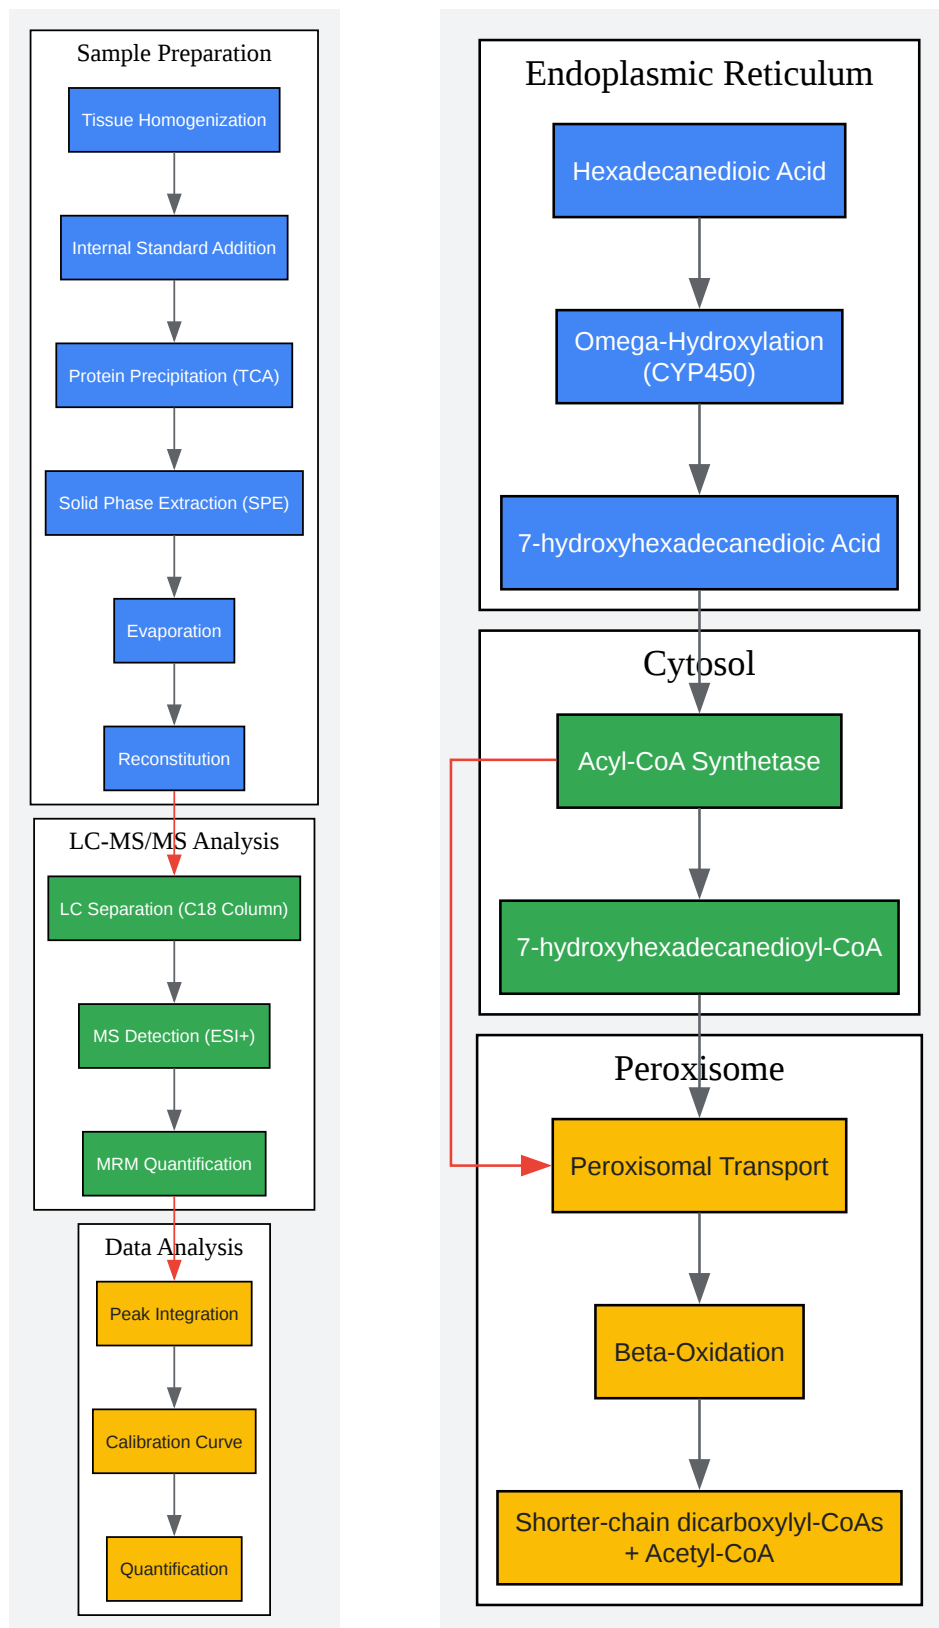 Sample Preparation
Tissue Homogenization
Internal Standard Addition
Protein Precipitation (TCA)
Solid Phase Extraction (SPE)
Evaporation
Reconstitution
LC-MS/MS Analysis
LC Separation (C18 Column)
MS Detection (ESI+)
MRM Quantification
Data Analysis
Peak Integration
Calibration Curve
Quantification
Endoplasmic Reticulum
Hexadecanedioic Acid
Omega-Hydroxylation
(CYP450)
7-hydroxyhexadecanedioic Acid
Cytosol
Acyl-CoA Synthetase
7-hydroxyhexadecanedioyl-CoA
Peroxisome
Peroxisomal Transport
Beta-Oxidation
Shorter-chain dicarboxylyl-CoAs
+ Acetyl-CoA